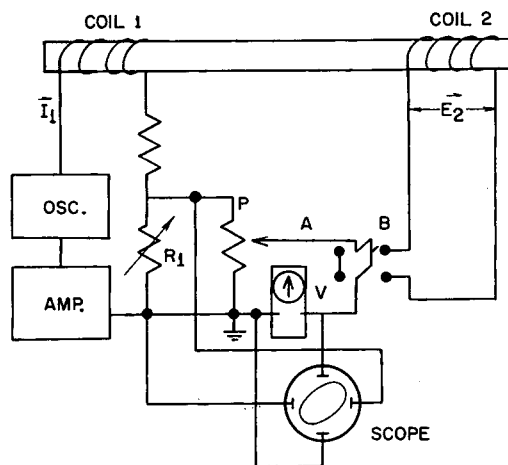 COIL 1
COIL 2
I₁
E₂
OSC.
P
A
B
R₁
AMP.
V
SCOPE